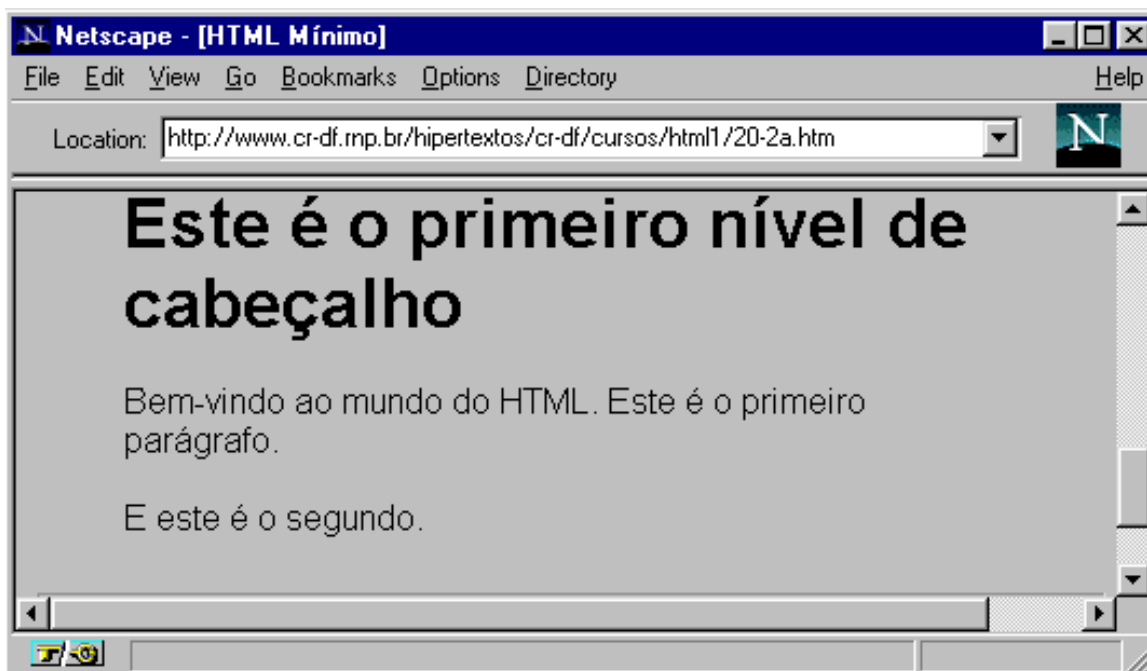 Netscape - [HTML Mínimo]
File Edit View Go Bookmarks Options Directory Help
Location: http://www.cr-df.rnp.br/hipertextos/cr-df/cursos/html1/20-2a.htm
N
Este é o primeiro nível de
cabeçalho
Bem-vindo ao mundo do HTML. Este é o primeiro
parágrafo.
E este é o segundo.